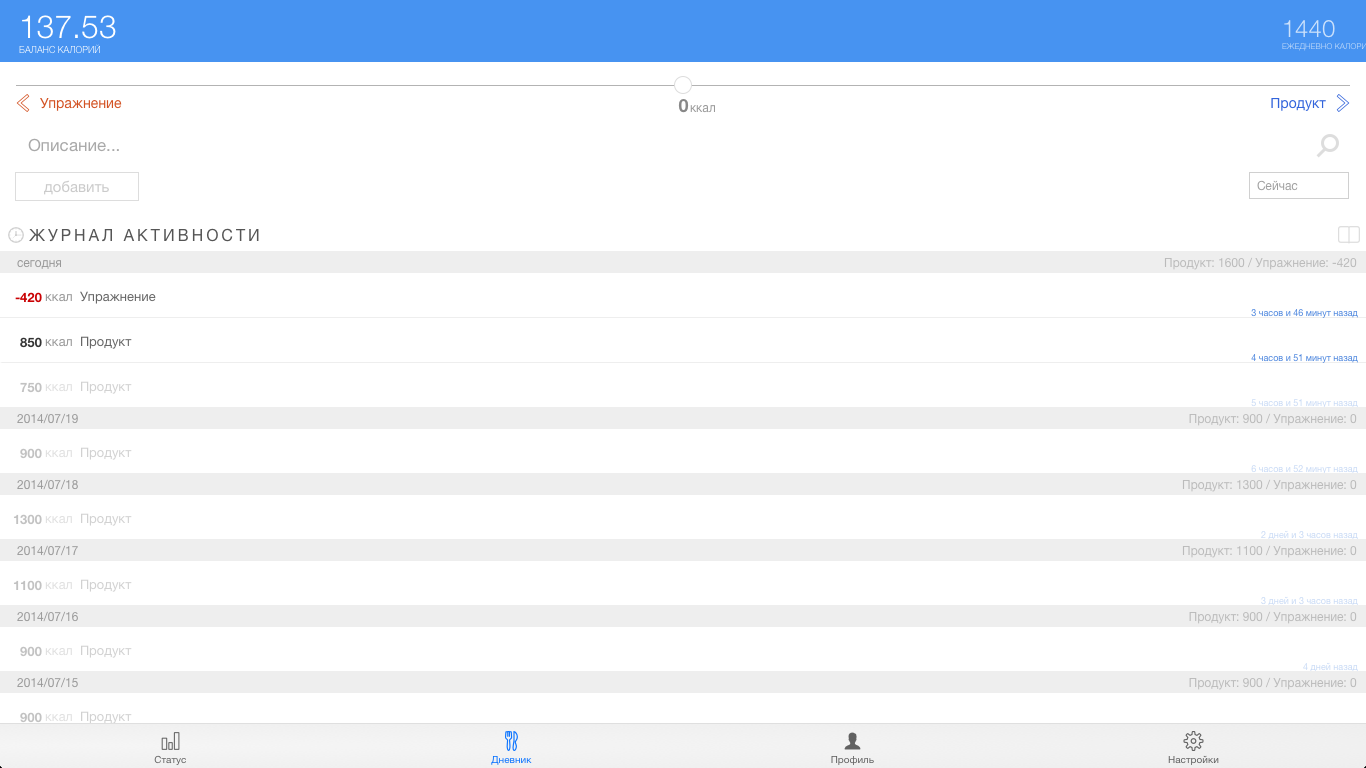 137.53
БАЛАНС КАЛОРИЙ
1440
ЕЖЕДНЕВНО КАЛОРИ
Упражнение
0 ккал
Продукт
Описание...
добавить
Сейчас
ЖУРНАЛ АКТИВНОСТИ
сегодня Продукт: 1600 / Упражнение: -420
-420 ккал Упражнение
3 часов и 46 минут назад
850 ккал Продукт
4 часов и 51 минут назад
750 ккал Продукт
5 часов и 51 минут назад
2014/07/19 Продукт: 900 / Упражнение: 0
900 ккал Продукт
6 часов и 52 минут назад
2014/07/18 Продукт: 1300 / Упражнение: 0
1300 ккал Продукт
2 дней и 3 часов назад
2014/07/17 Продукт: 1100 / Упражнение: 0
1100 ккал Продукт
3 дней и 3 часов назад
2014/07/16 Продукт: 900 / Упражнение: 0
900 ккал Продукт
4 дней назад
2014/07/15 Продукт: 900 / Упражнение: 0
900 ккал Продукт
Статус Дневник Профиль Настройки